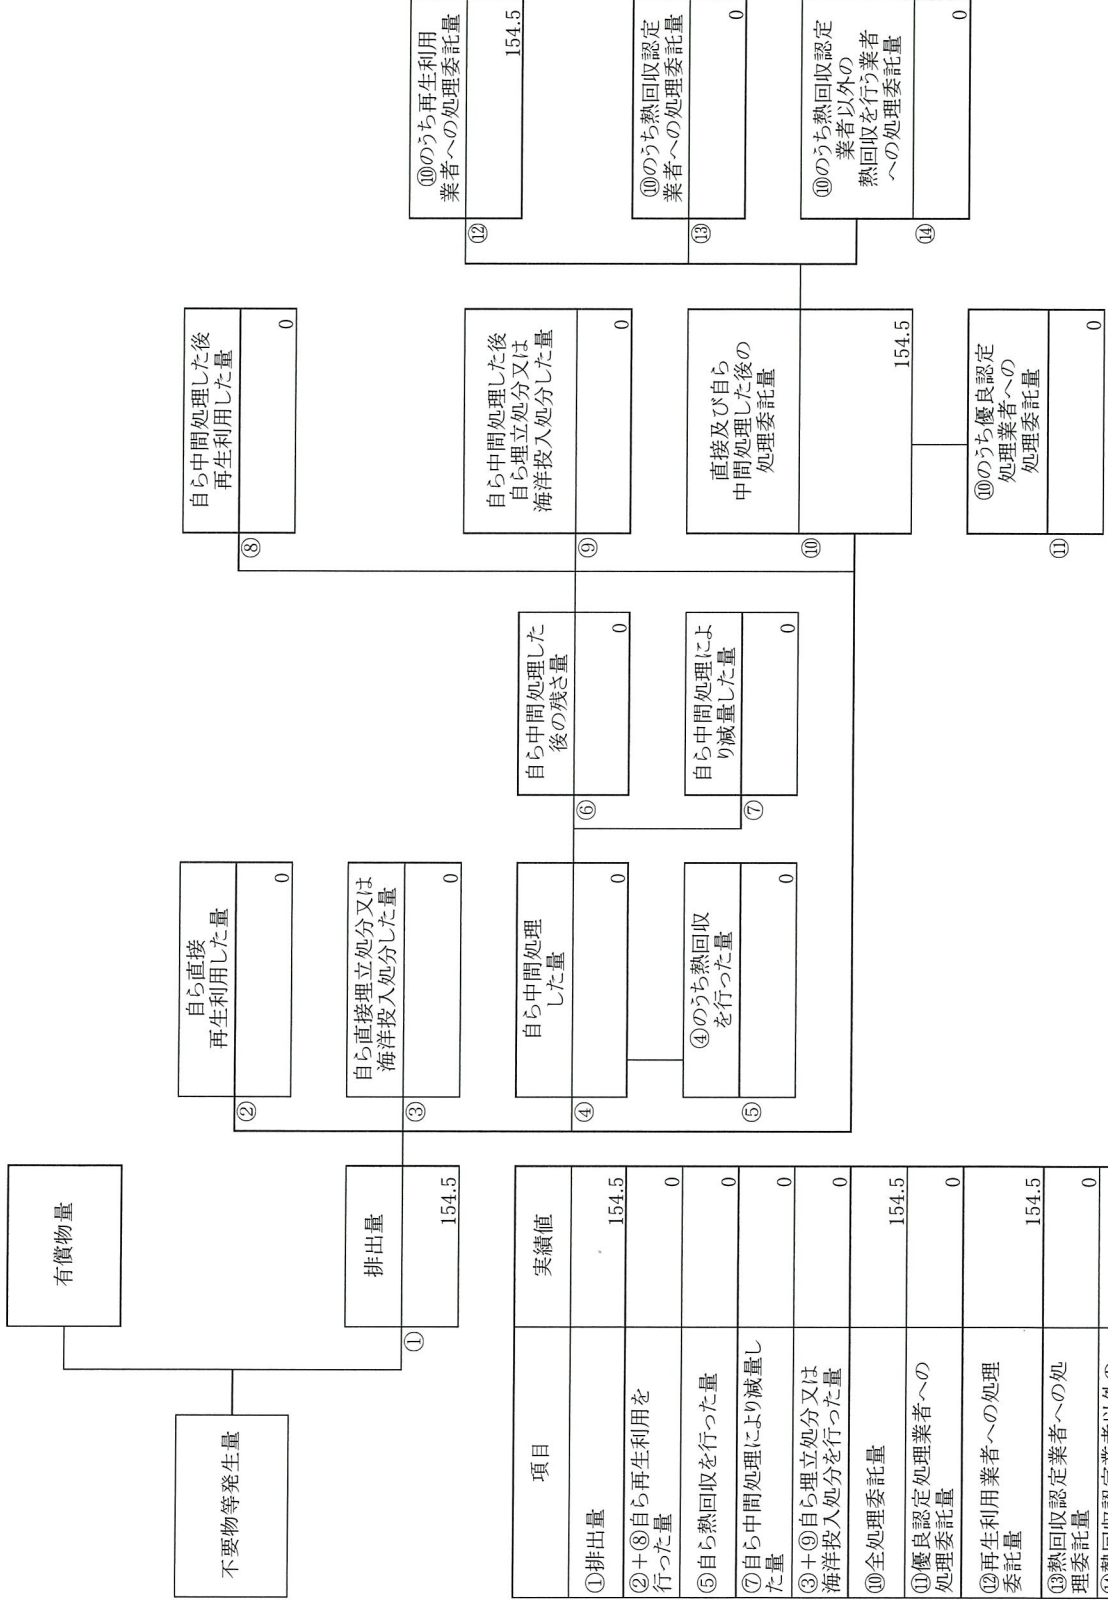 不要物等発生量
有償物量
排出量
①
154.5
自ら直接
再生利用した量
②
0
自ら直接埋立処分又は
海洋投入処分した量
③
0
自ら中間処理
した量
④
0
④のうち熱回収
を行った量
⑤
0
自ら中間処理した
後の残さ量
⑥
0
自ら中間処理によ
り減量した量
⑦
0
自ら中間処理した後
再生利用した量
⑧
0
自ら中間処理した後
自ら埋立処分又は
海洋投入処分した量
⑨
0
直接及び自ら
中間処理した後の
処理委託量
⑩
154.5
⑩のうち優良認定
処理業者への
処理委託量
⑪
0
⑩のうち再生利用
業者への処理委託量
⑫
154.5
⑩のうち熱回収認定
業者への処理委託量
⑬
0
⑩のうち熱回収認定
業者以外の
熱回収を行う業者
への処理委託量
⑭
0
項目 実績値
①排出量 154.5
②+⑧自ら再生利用を
行った量 0
⑤自ら熱回収を行った量 0
⑦自ら中間処理により減量し
た量 0
③+⑨自ら埋立処分又は
海洋投入処分を行った量 0
⑩全処理委託量 154.5
⑪優良認定処理業者への
処理委託量 0
⑫再生利用業者への処理
委託量 154.5
⑬熱回収認定業者への処
理委託量 0